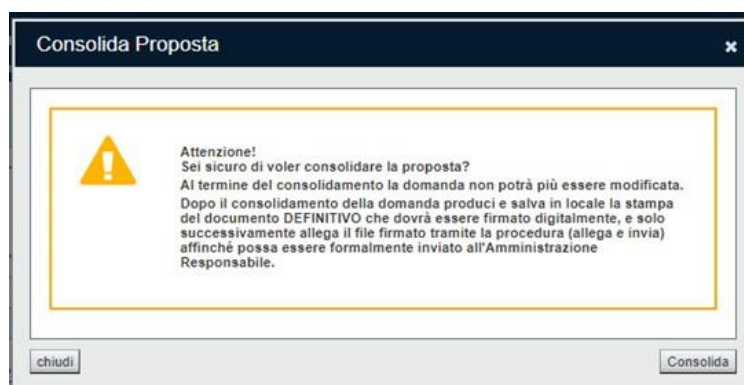 Consolida Proposta
Attenzione!
Sei sicuro di voler consolidare la proposta?
Al termine del consolidamento la domanda non potrà più essere modificata.
Dopo il consolidamento della domanda produci e salva in locale la stampa
del documento DEFINITIVO che dovrà essere firmato digitalmente, e solo
successivamente allega il file firmato tramite la procedura (allega e invia)
affinché possa essere formalmente inviato all'Amministrazione
Responsabile.
chiudi
Consolida